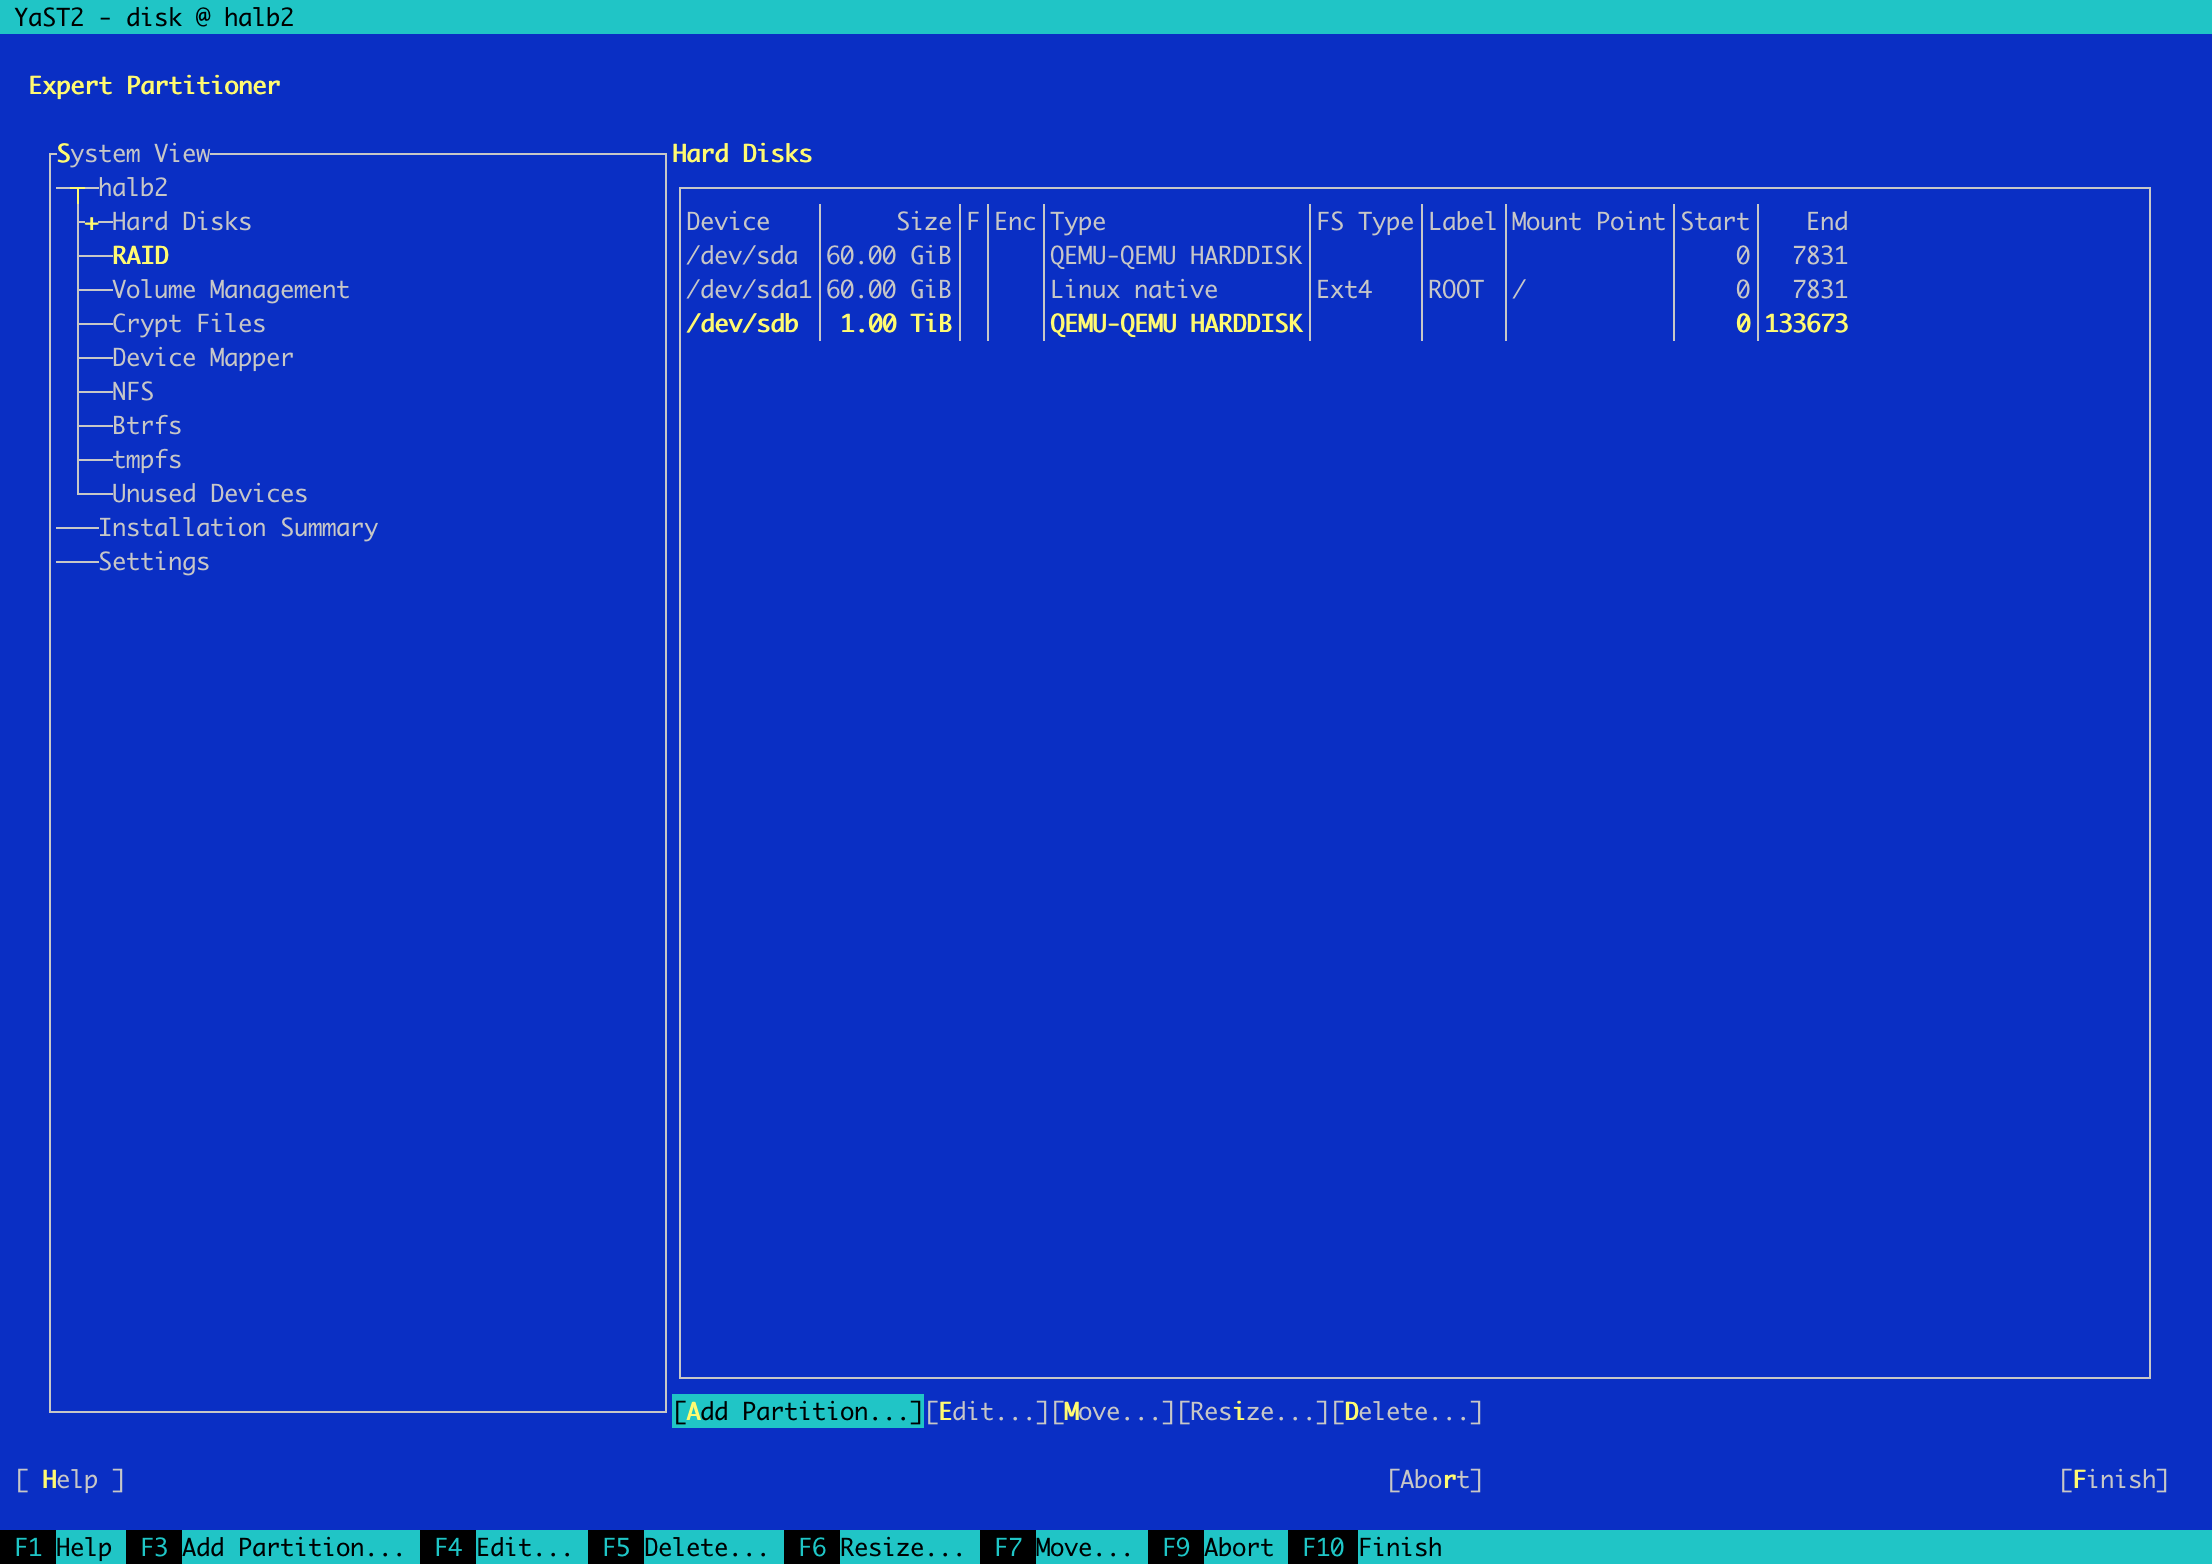 YaST2 - disk @ halb2
Expert Partitioner
System View
halb2
+ Hard Disks
RAID
Volume Management
Crypt Files
Device Mapper
NFS
Btrfs
tmpfs
Unused Devices
Installation Summary
Settings
Hard Disks
Device Size F Enc Type FS Type Label Mount Point Start End
/dev/sda 60.00 GiB QEMU-QEMU HARDDISK 0 7831
/dev/sda1 60.00 GiB Linux native Ext4 ROOT / 0 7831
/dev/sdb 1.00 TiB QEMU-QEMU HARDDISK 0 133673
[Add Partition...][Edit...][Move...][Resize...][Delete...]
[ Help ] [Abort] [Finish]
F1 Help F3 Add Partition... F4 Edit... F5 Delete... F6 Resize... F7 Move... F9 Abort F10 Finish